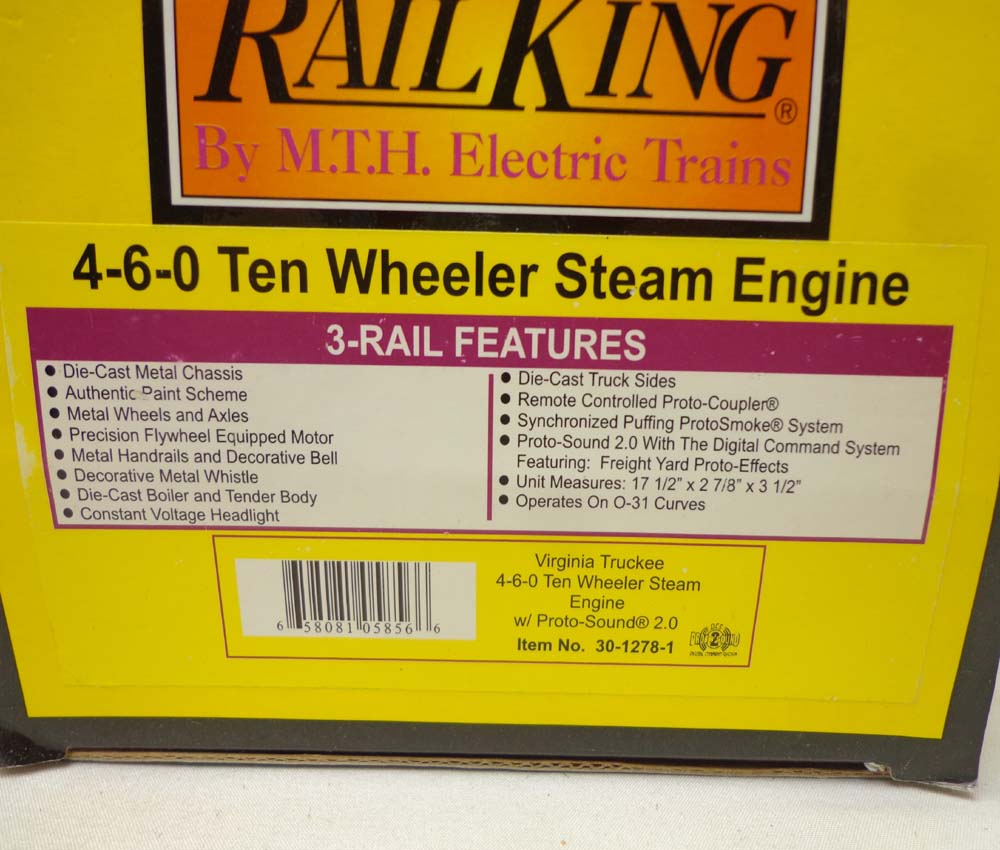 RAILKING®
By M.T.H. Electric Trains
4-6-0 Ten Wheeler Steam Engine
3-RAIL FEATURES
● Die-Cast Metal Chassis
● Authentic Paint Scheme
● Metal Wheels and Axles
● Precision Flywheel Equipped Motor
● Metal Handrails and Decorative Bell
● Decorative Metal Whistle
● Die-Cast Boiler and Tender Body
● Constant Voltage Headlight
● Die-Cast Truck Sides
● Remote Controlled Proto-Coupler®
● Synchronized Puffing ProtoSmoke® System
● Proto-Sound 2.0 With The Digital Command System
Featuring: Freight Yard Proto-Effects
● Unit Measures: 17 1/2" x 2 7/8" x 3 1/2"
● Operates On O-31 Curves
6 58081 05856 6
Virginia Truckee
4-6-0 Ten Wheeler Steam
Engine
w/ Proto-Sound® 2.0
Item No. 30-1278-1